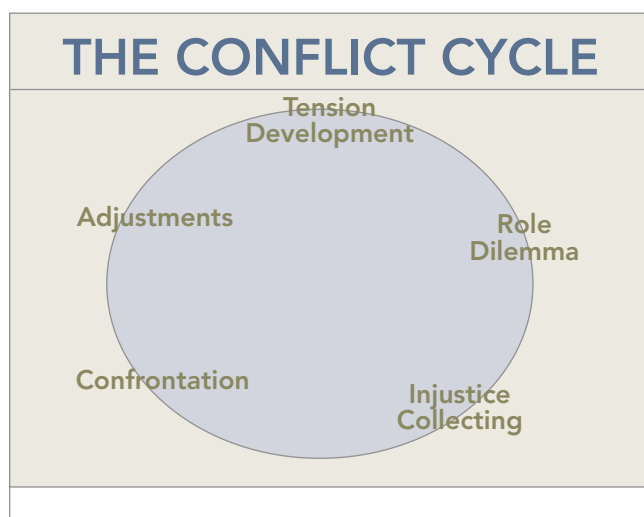 THE CONFLICT CYCLE
Tension
Development
Adjustments
Role
Dilemma
Confrontation
Injustice
Collecting